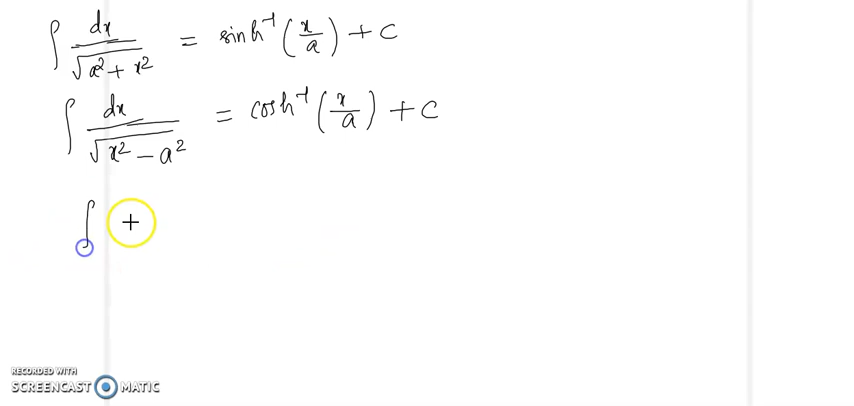 ∫ dx/√(a² + x²) = sinh⁻¹(x/a) + C
∫ dx/√(x² − a²) = cosh⁻¹(x/a) + C
∫
RECORDED WITH
SCREENCAST MATIC